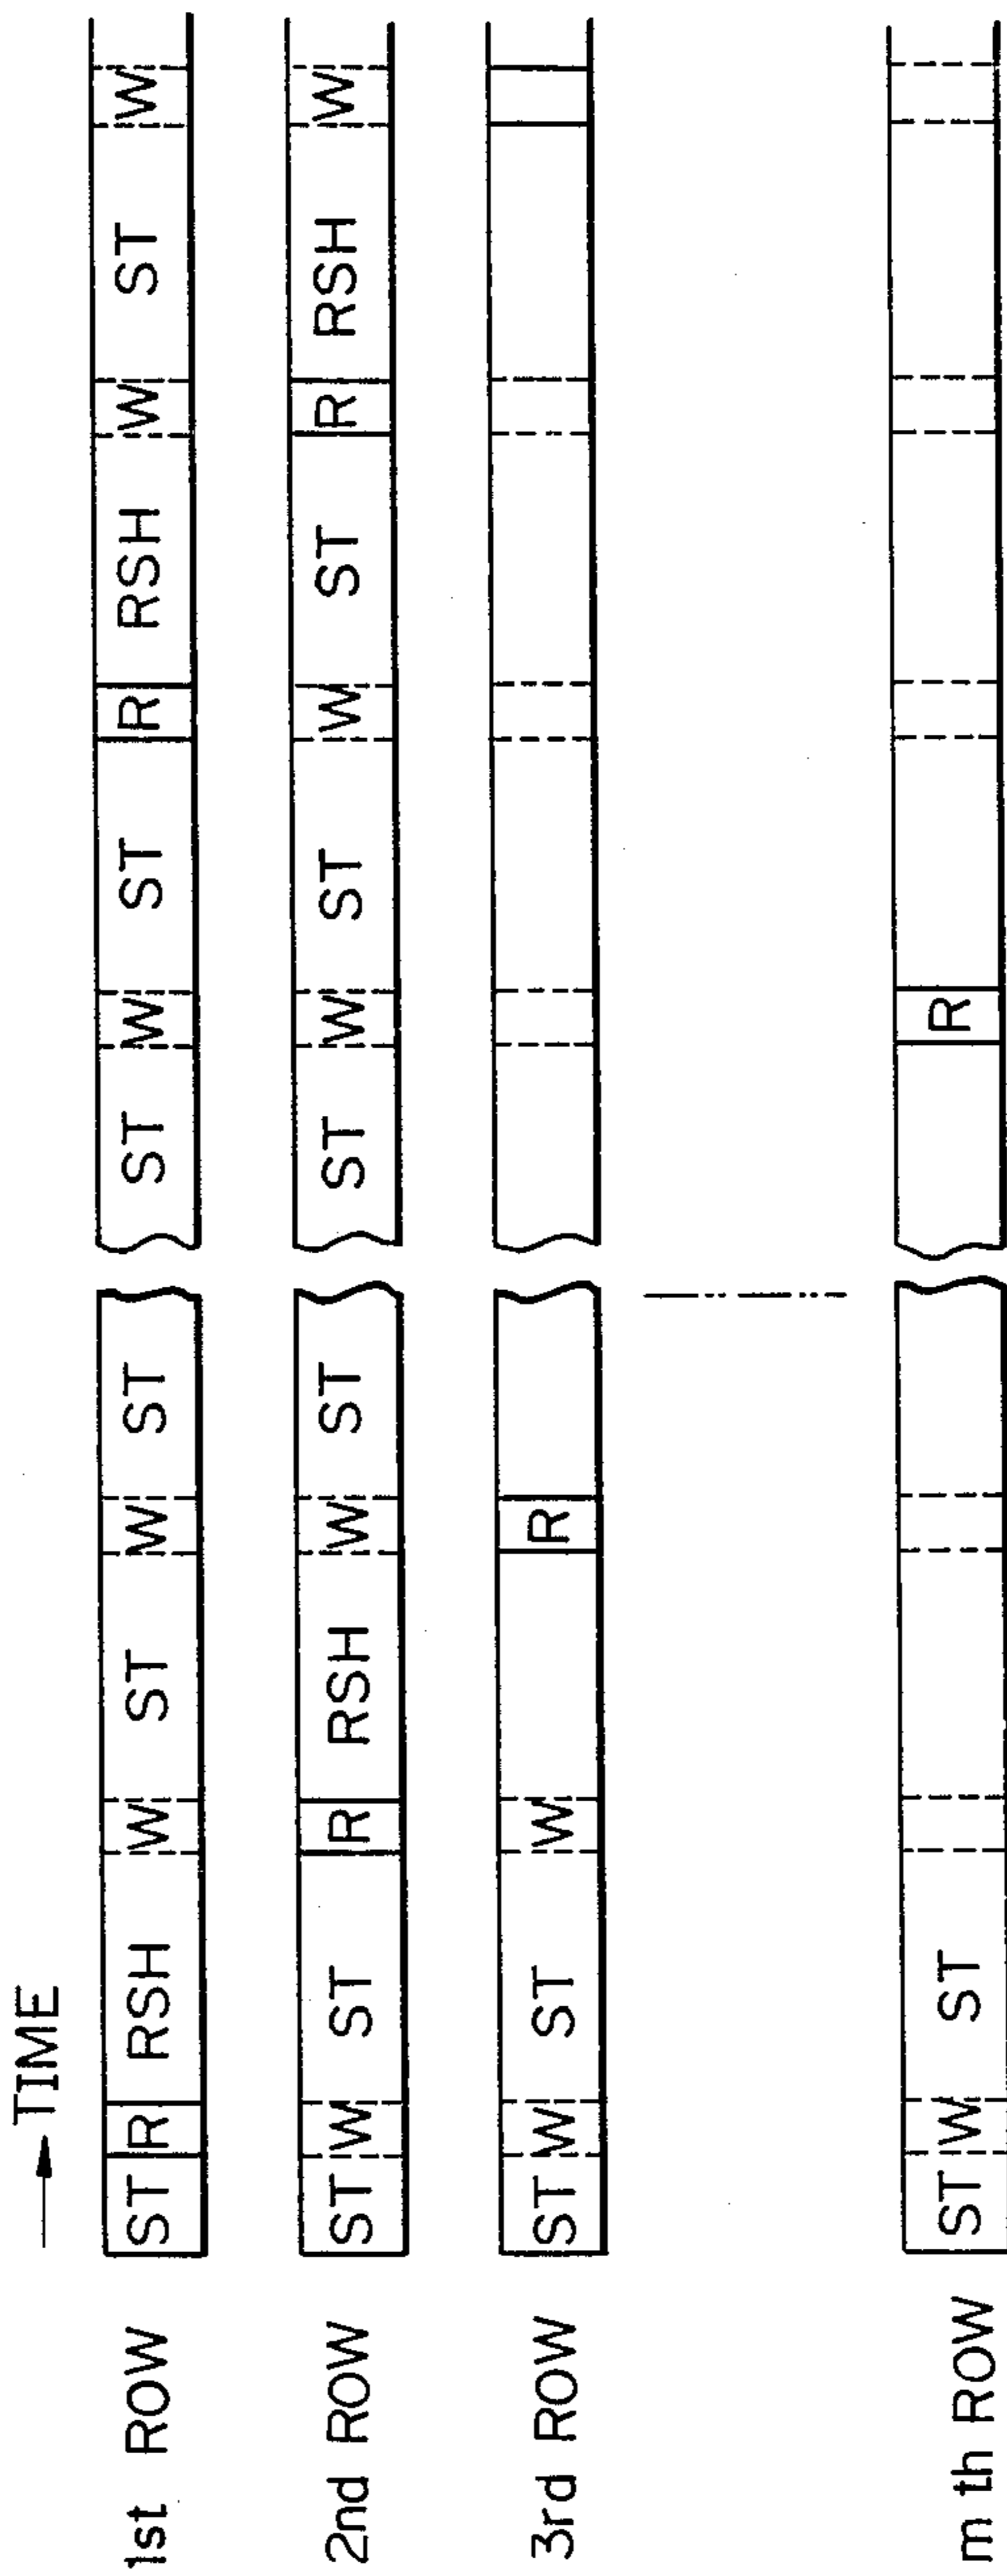 TIME
1st ROW ST R RSH W ST W ST ST W ST R RSH W ST W
2nd ROW ST W ST R RSH W ST ST W ST W ST R RSH W
3rd ROW ST W ST W R
m th ROW ST W ST R